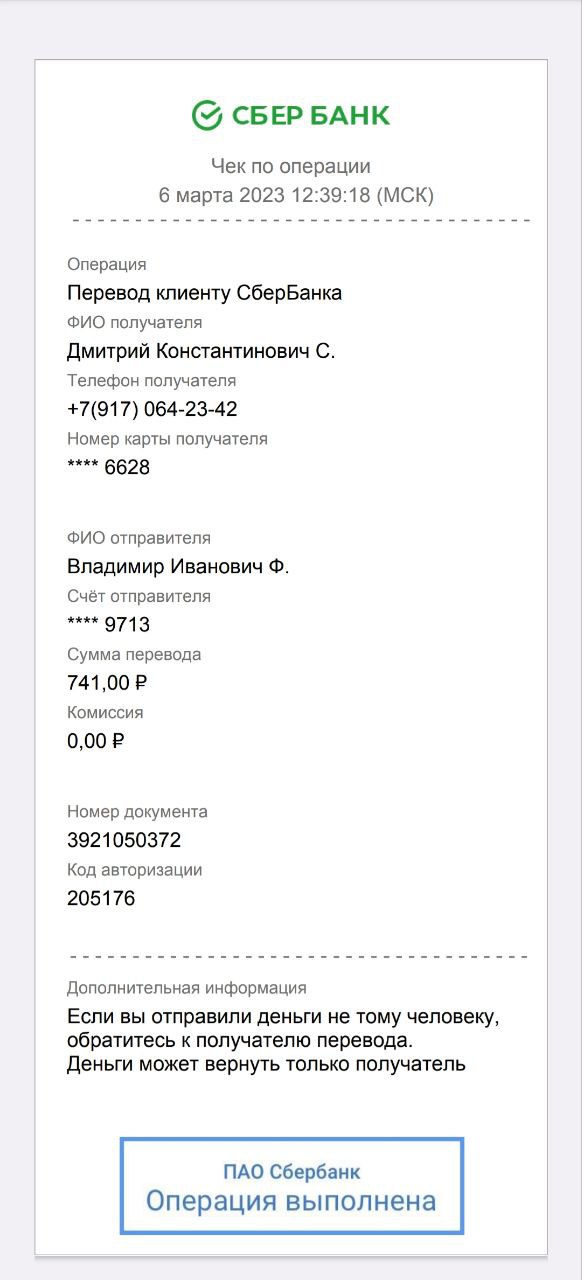 СБЕР БАНК
Чек по операции
6 марта 2023 12:39:18 (МСК)
Операция
Перевод клиенту СберБанка
ФИО получателя
Дмитрий Константинович С.
Телефон получателя
+7(917) 064-23-42
Номер карты получателя
**** 6628
ФИО отправителя
Владимир Иванович Ф.
Счёт отправителя
**** 9713
Сумма перевода
741,00 ₽
Комиссия
0,00 ₽
Номер документа
3921050372
Код авторизации
205176
Дополнительная информация
Если вы отправили деньги не тому человеку,
обратитесь к получателю перевода.
Деньги может вернуть только получатель
ПАО Сбербанк
Операция выполнена